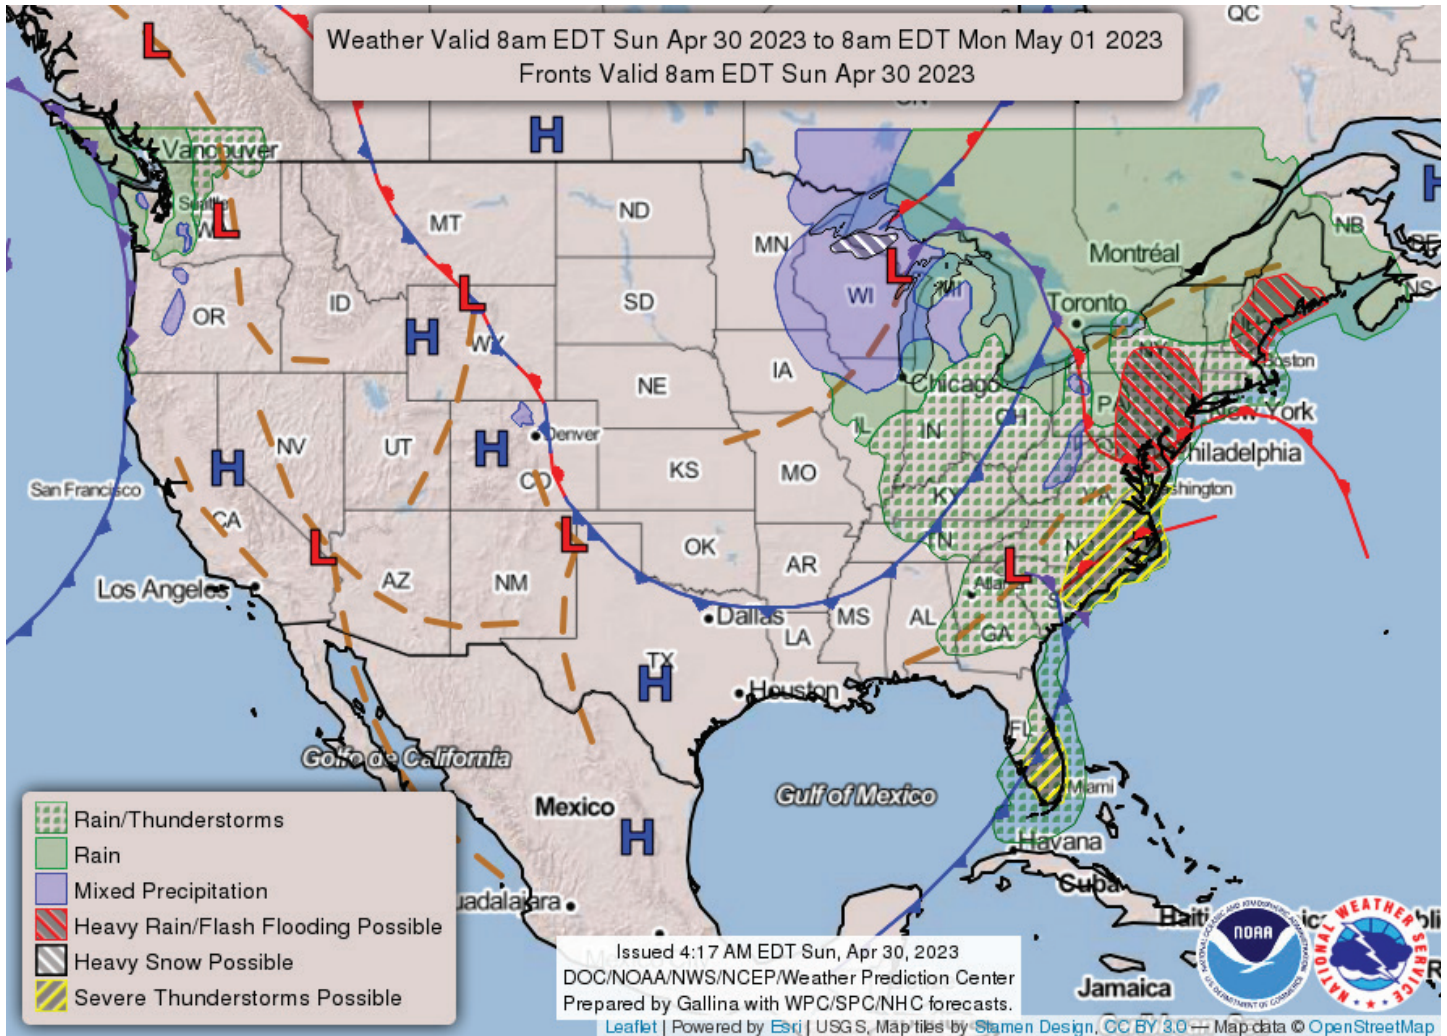 QC
Weather Valid 8am EDT Sun Apr 30 2023 to 8am EDT Mon May 01 2023
Fronts Valid 8am EDT Sun Apr 30 2023
L
H
Vancouver
Seattle
L
MT
ND
MN
Montréal
NB
H
NS
OR
ID
L
H
WY
SD
WI
L
MI
Toronto
IA
Chicago
Boston
NE
NV
UT
H
Denver
CO
IL
IN
OH
PA
New York
Philadelphia
Washington
H
San Francisco
CA
KS
MO
KY
VA
L
Los Angeles
AZ
NM
L
OK
AR
TN
NC
L
Atlanta
Dallas
LA
MS
AL
GA
TX
H
Houston
FL
Miami
Golfo de California
Gulf of Mexico
Mexico
H
Havana
Cuba
Haiti
Jamaica
Rain/Thunderstorms
Rain
Mixed Precipitation
Heavy Rain/Flash Flooding Possible
Heavy Snow Possible
Severe Thunderstorms Possible
Issued 4:17 AM EDT Sun, Apr 30, 2023
DOC/NOAA/NWS/NCEP/Weather Prediction Center
Prepared by Gallina with WPC/SPC/NHC forecasts.
NOAA
NATIONAL WEATHER SERVICE
Leaflet | Powered by Esri | USGS, Map tiles by Stamen Design, CC BY 3.0 — Map data © OpenStreetMap